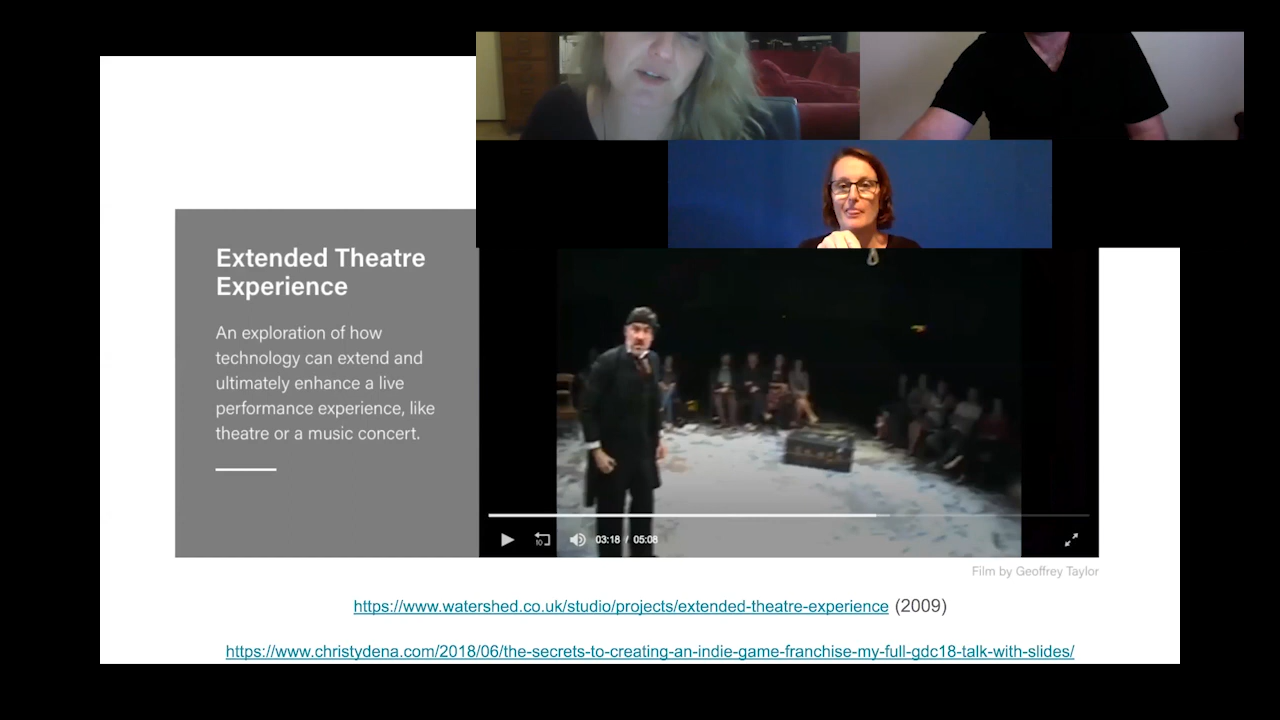 Extended Theatre
Experience
An exploration of how
technology can extend and
ultimately enhance a live
performance experience, like
theatre or a music concert.
10
03:18 / 05:08
Film by Geoffrey Taylor
https://www.watershed.co.uk/studio/projects/extended-theatre-experience (2009)
https://www.christydena.com/2018/06/the-secrets-to-creating-an-indie-game-franchise-my-full-gdc18-talk-with-slides/